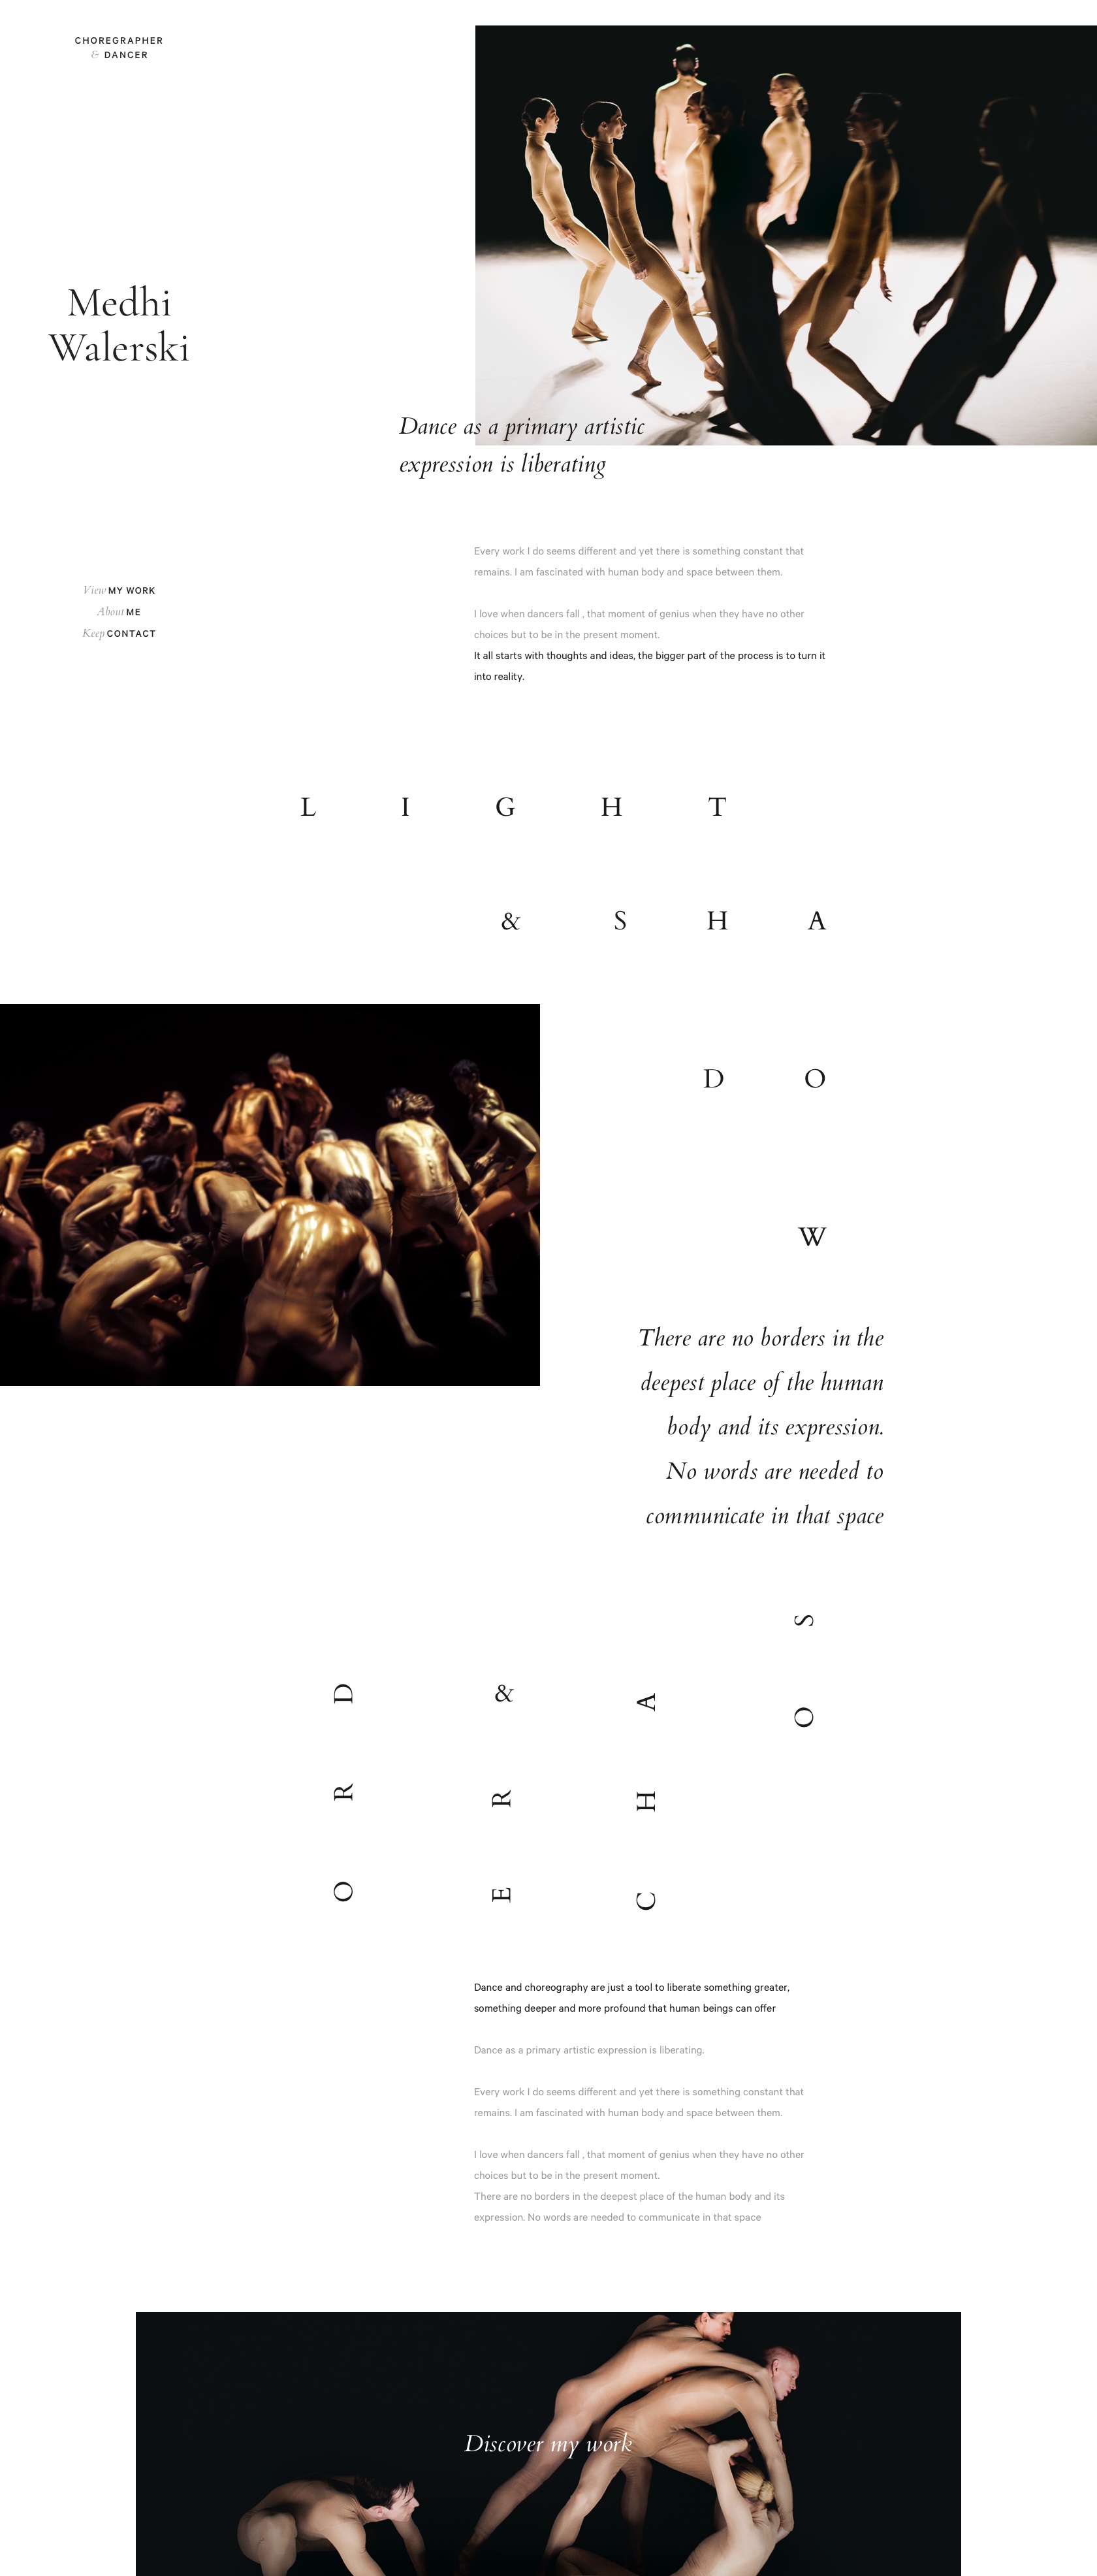 CHOREGRAPHER
& DANCER
Medhi
Walerski
Dance as a primary artistic
expression is liberating
View MY WORK
About ME
Keep CONTACT
Every work I do seems different and yet there is something constant that
remains. I am fascinated with human body and space between them.
I love when dancers fall , that moment of genius when they have no other
choices but to be in the present moment.
It all starts with thoughts and ideas, the bigger part of the process is to turn it
into reality.
L I G H T
& S H A
D O
W
There are no borders in the
deepest place of the human
body and its expression.
No words are needed to
communicate in that space
O R D
E R &
C H A
O S
Dance and choreography are just a tool to liberate something greater,
something deeper and more profound that human beings can offer
Dance as a primary artistic expression is liberating.
Every work I do seems different and yet there is something constant that
remains. I am fascinated with human body and space between them.
I love when dancers fall , that moment of genius when they have no other
choices but to be in the present moment.
There are no borders in the deepest place of the human body and its
expression. No words are needed to communicate in that space
Discover my work